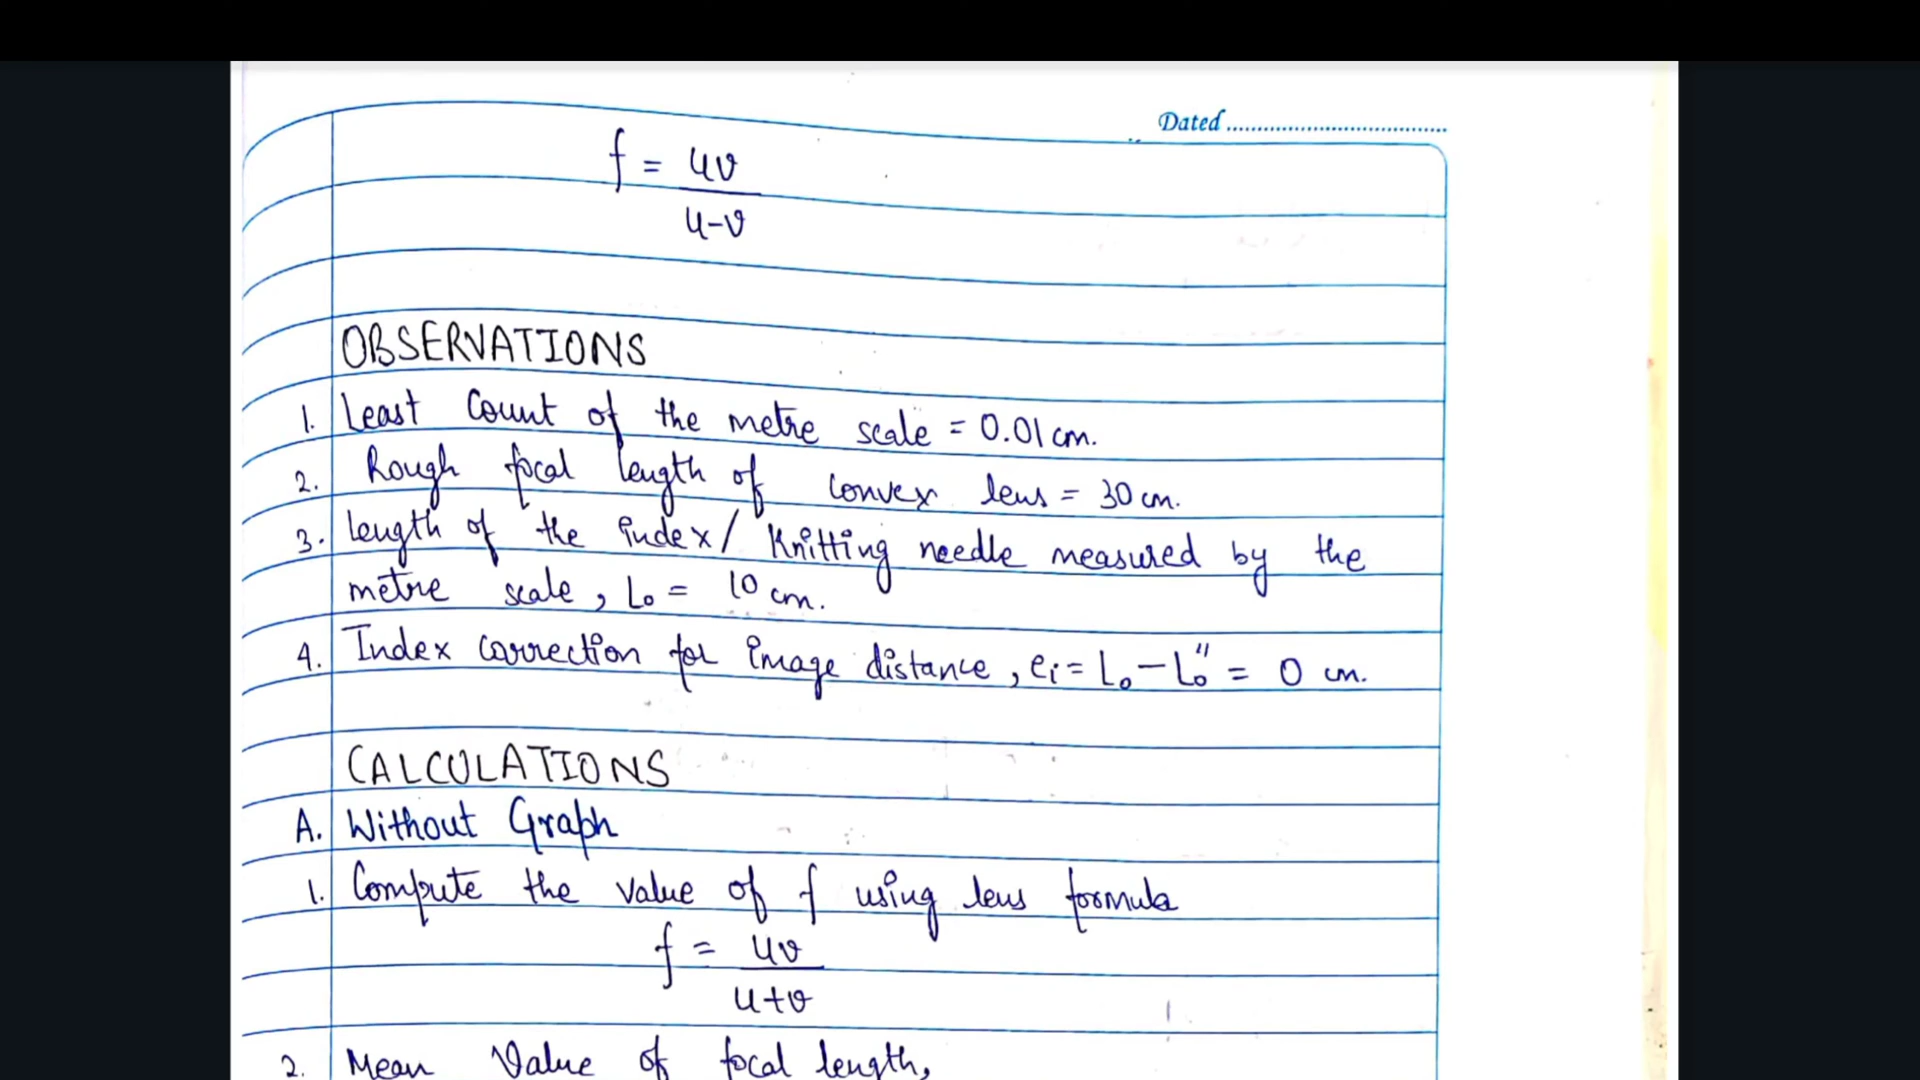 Dated
f = uv
u-v
OBSERVATIONS
1. Least Count of the metre scale = 0.01 cm.
2. Rough focal length of convex lens = 30 cm.
3. length of the index/ Knitting needle measured by the
metre scale, L₀ = 10 cm.
4. Index correction for image distance, eᵢ = L₀ - L₀" = 0 cm.
CALCULATIONS
A. Without Graph
1. Compute the value of f using lens formula
f = uv
u+v
2. Mean Value of focal length,